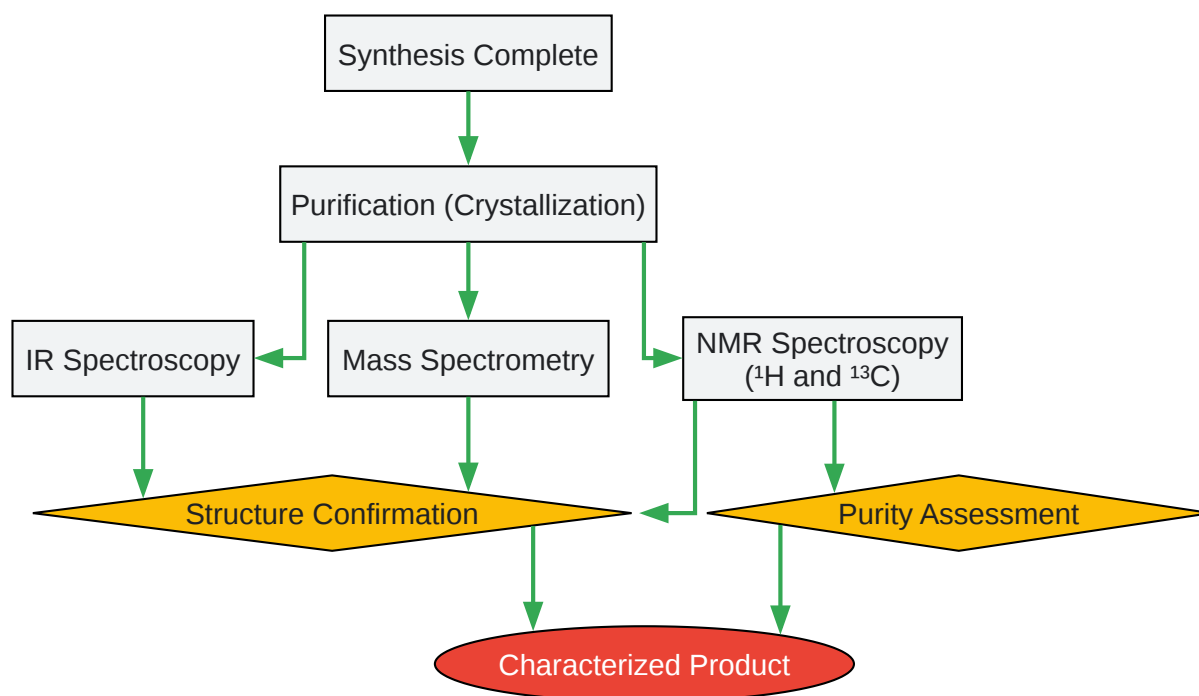 Synthesis Complete
Purification (Crystallization)
IR Spectroscopy
Mass Spectrometry
NMR Spectroscopy
(¹H and ¹³C)
Structure Confirmation
Purity Assessment
Characterized Product